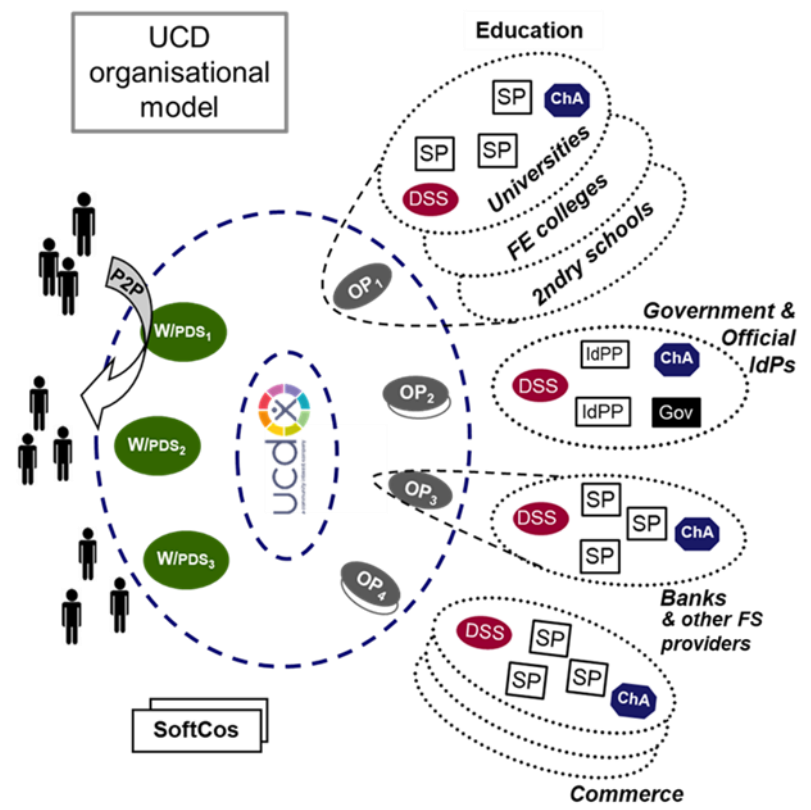 UCD
organisational
model
Education
SP
ChA
SP
SP
DSS
Universities
FE colleges
2ndry schools
P2P
OP1
W/PDS1
Government &
Official
IdPs
IdPP
ChA
DSS
OP2
IdPP
Gov
ucd
W/PDS2
OP3
SP
DSS
SP
ChA
SP
W/PDS3
OP4
Banks
& other FS
providers
DSS
SP
SP
SP
ChA
SoftCos
Commerce